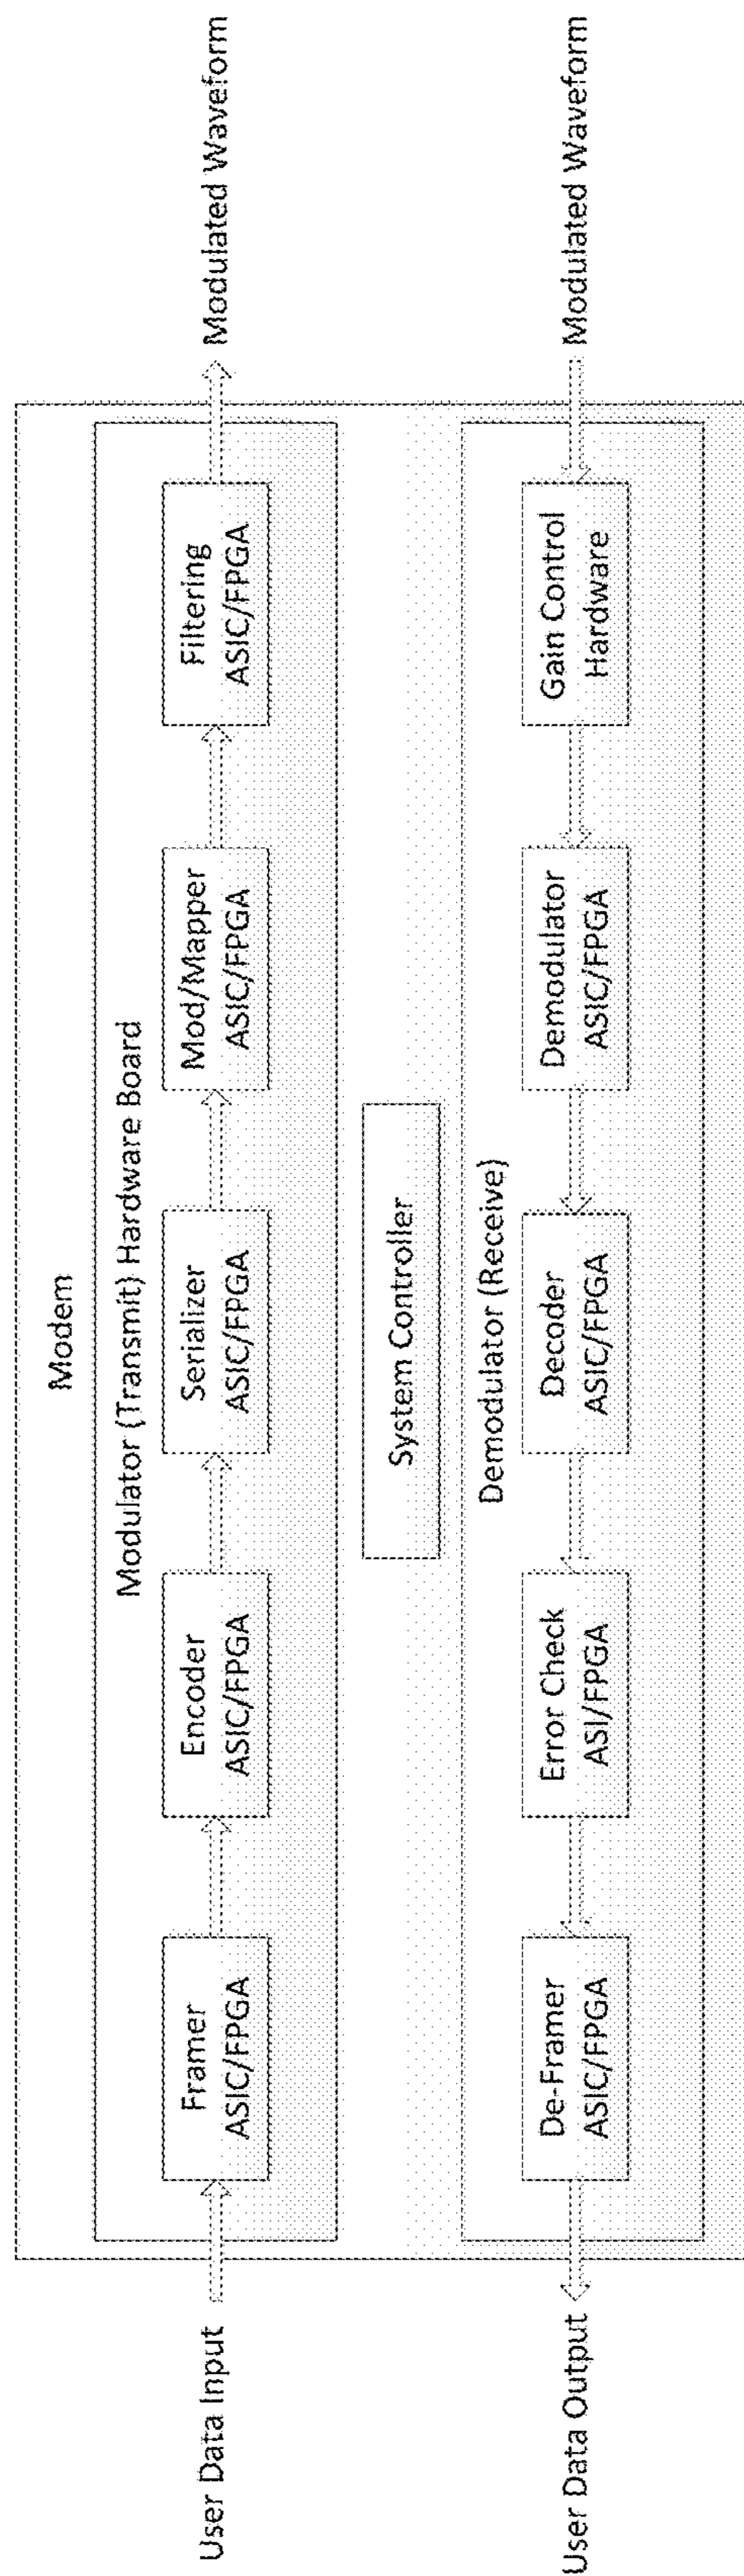 Modem
Modulator (Transmit) Hardware Board
User Data Input
Framer
ASIC/FPGA
Encoder
ASIC/FPGA
Serializer
ASIC/FPGA
Mod/Mapper
ASIC/FPGA
Filtering
ASIC/FPGA
Modulated Waveform
System Controller
Demodulator (Receive)
User Data Output
De-Framer
ASIC/FPGA
Error Check
ASI/FPGA
Decoder
ASIC/FPGA
Demodulator
ASIC/FPGA
Gain Control
Hardware
Modulated Waveform